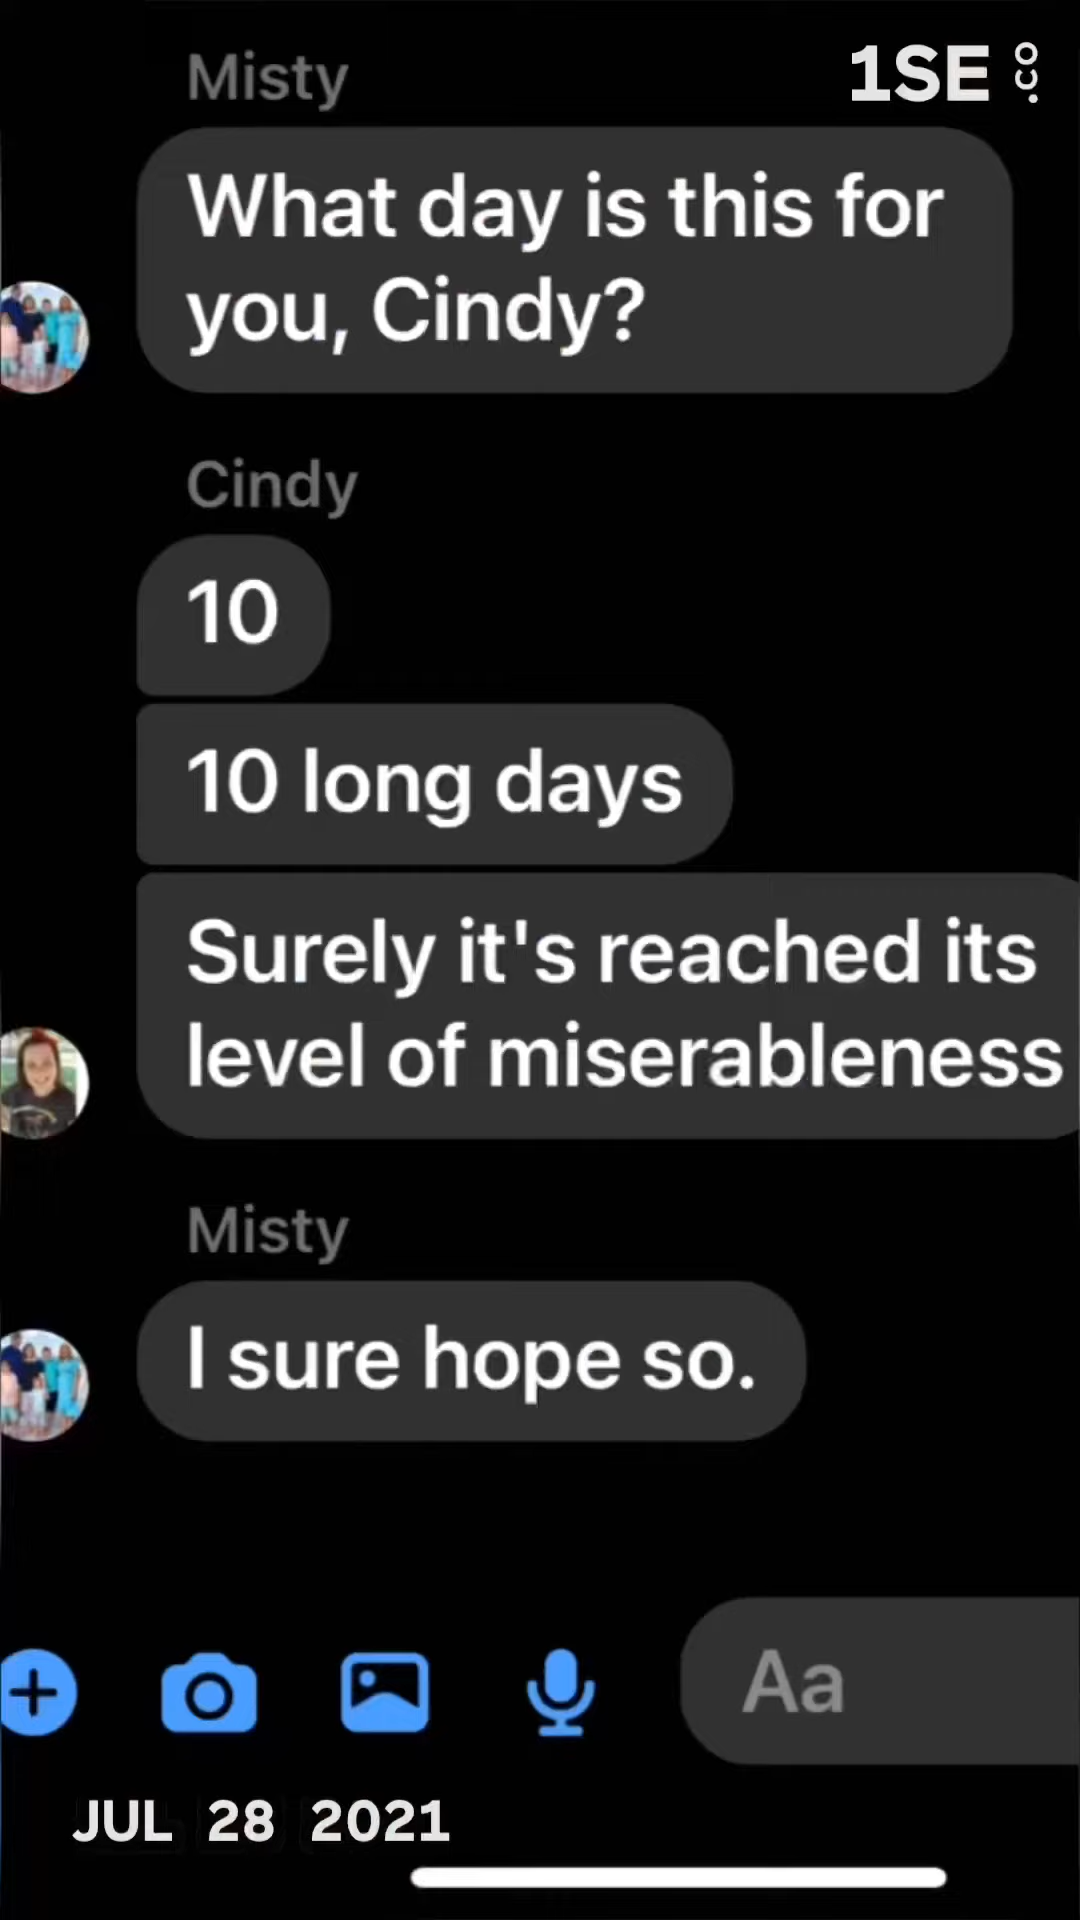 Misty
1SE .co
What day is this for
you, Cindy?
Cindy
10
10 long days
Surely it's reached its
level of miserableness
Misty
I sure hope so.
Aa
JUL 28 2021